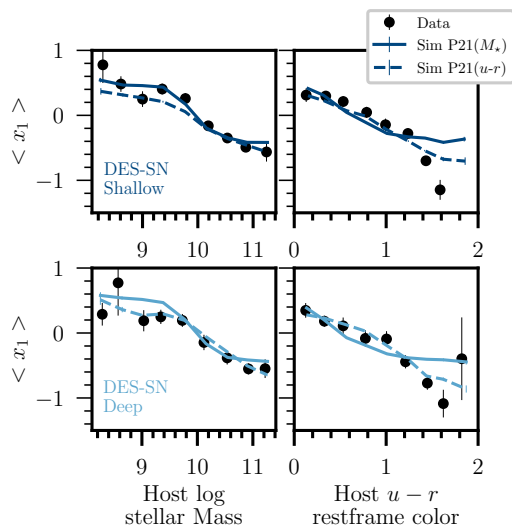 Data
Sim P21(M⋆)
Sim P21(u-r)
1
0
−1
< x₁ >
DES-SN
Shallow
9 10 11
0 1 2
1
0
−1
< x₁ >
DES-SN
Deep
9 10 11
0 1 2
Host log
stellar Mass
Host u − r
restframe color